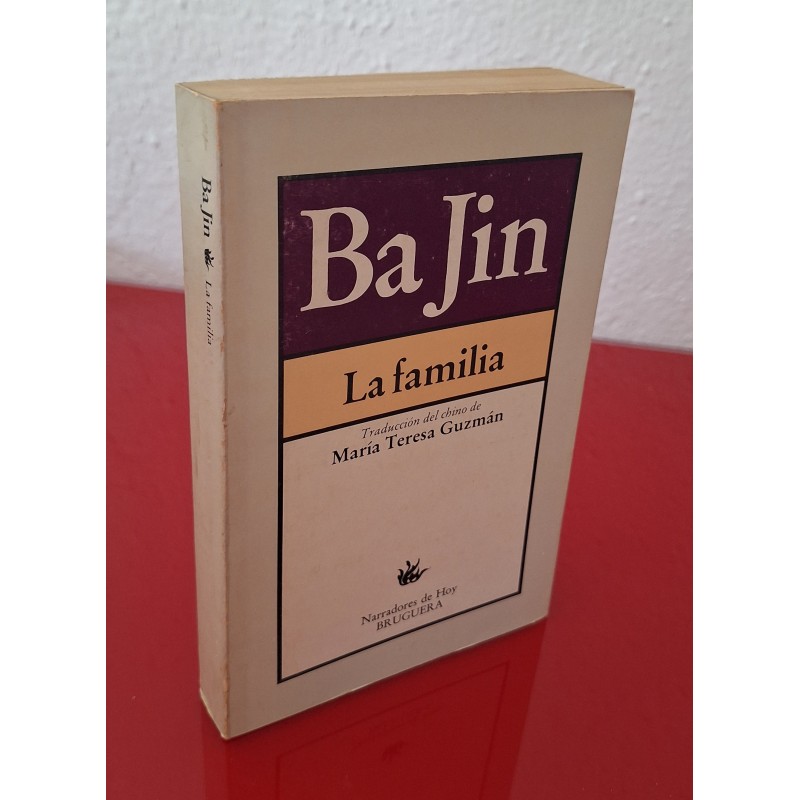 Ba Jin La familia
Ba Jin
La familia
Traducción del chino de
María Teresa Guzmán
Narradores de Hoy
BRUGUERA